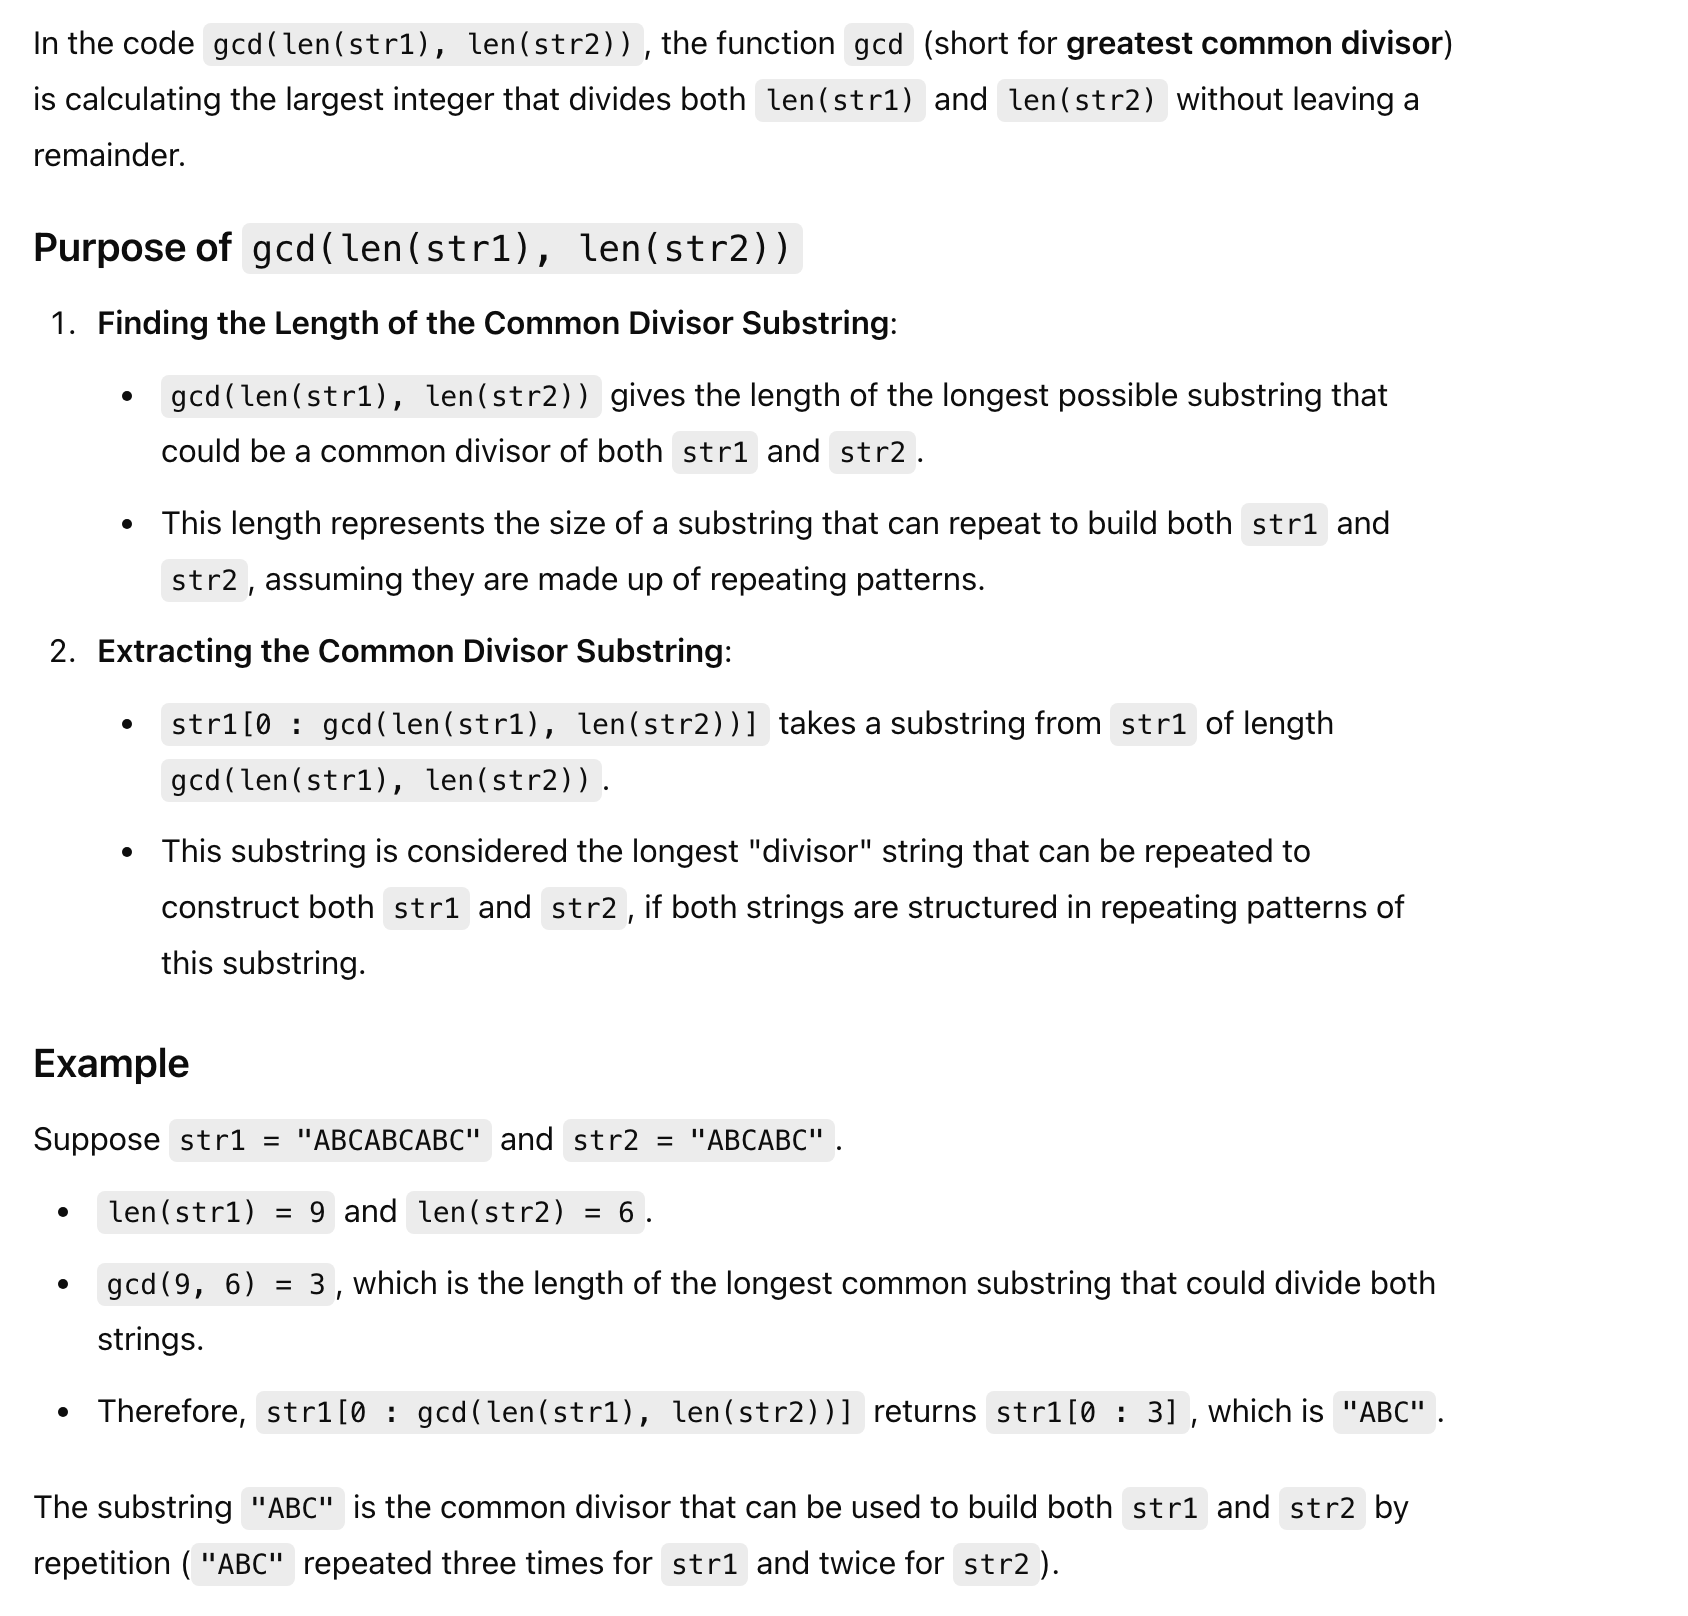 In the code gcd(len(str1), len(str2)), the function gcd (short for greatest common divisor)
is calculating the largest integer that divides both len(str1) and len(str2) without leaving a
remainder.
Purpose of gcd(len(str1), len(str2))
1. Finding the Length of the Common Divisor Substring:
• gcd(len(str1), len(str2)) gives the length of the longest possible substring that
could be a common divisor of both str1 and str2.
• This length represents the size of a substring that can repeat to build both str1 and
str2, assuming they are made up of repeating patterns.
2. Extracting the Common Divisor Substring:
• str1[0 : gcd(len(str1), len(str2))] takes a substring from str1 of length
gcd(len(str1), len(str2)).
• This substring is considered the longest "divisor" string that can be repeated to
construct both str1 and str2, if both strings are structured in repeating patterns of
this substring.
Example
Suppose str1 = "ABCABCABC" and str2 = "ABCABC".
• len(str1) = 9 and len(str2) = 6.
• gcd(9, 6) = 3, which is the length of the longest common substring that could divide both
strings.
• Therefore, str1[0 : gcd(len(str1), len(str2))] returns str1[0 : 3], which is "ABC".
The substring "ABC" is the common divisor that can be used to build both str1 and str2 by
repetition ("ABC" repeated three times for str1 and twice for str2).